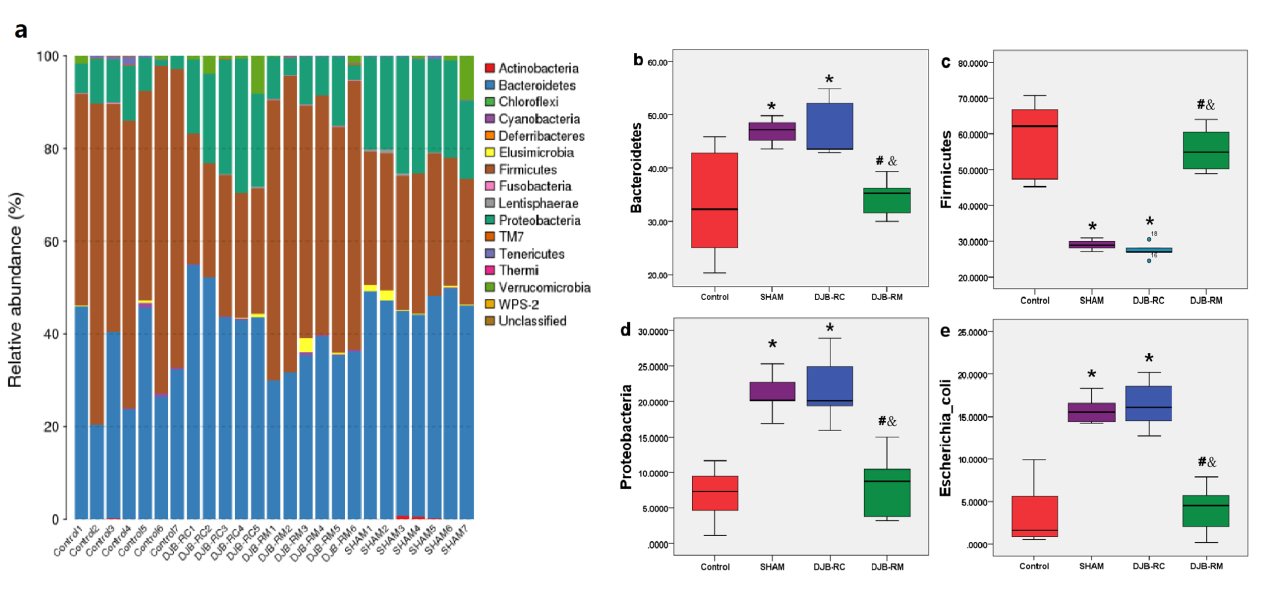 a
Relative abundance (%)
100
80
60
40
20
0
Control1
Control2
Control3
Control4
Control5
Control6
Control7
DJB-RC1
DJB-RC2
DJB-RC3
DJB-RC4
DJB-RC5
DJB-RM1
DJB-RM2
DJB-RM3
DJB-RM4
DJB-RM5
DJB-RM6
SHAM1
SHAM2
SHAM3
SHAM4
SHAM5
SHAM6
SHAM7
Actinobacteria
Bacteroidetes
Chloroflexi
Cyanobacteria
Deferribacteres
Elusimicrobia
Firmicutes
Fusobacteria
Lentisphaerae
Proteobacteria
TM7
Tenericutes
Thermi
Verrucomicrobia
WPS-2
Unclassified
b
Bacteroidetes
60.00
50.00
40.00
30.00
20.00
*
*
# &
Control SHAM DJB-RC DJB-RM
c
Firmicutes
80.0000
70.0000
60.0000
50.0000
40.0000
30.0000
20.0000
*
*
18
16
#&
Control SHAM DJB-RC DJB-RM
d
Proteobacteria
30.0000
25.0000
20.0000
15.0000
10.0000
5.0000
.0000
*
*
#&
Control SHAM DJB-RC DJB-RM
e
Escherichia_coli
25.0000
20.0000
15.0000
10.0000
5.0000
.0000
*
*
#&
Control SHAM DJB-RC DJB-RM